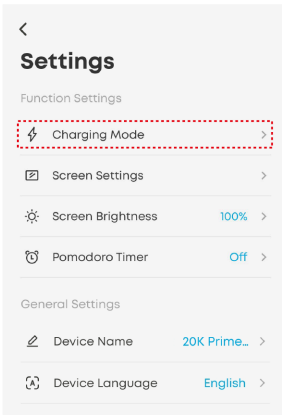 Settings
Function Settings
Charging Mode
Screen Settings
Screen Brightness 100%
Pomodoro Timer Off
General Settings
Device Name 20K Prime...
Device Language English